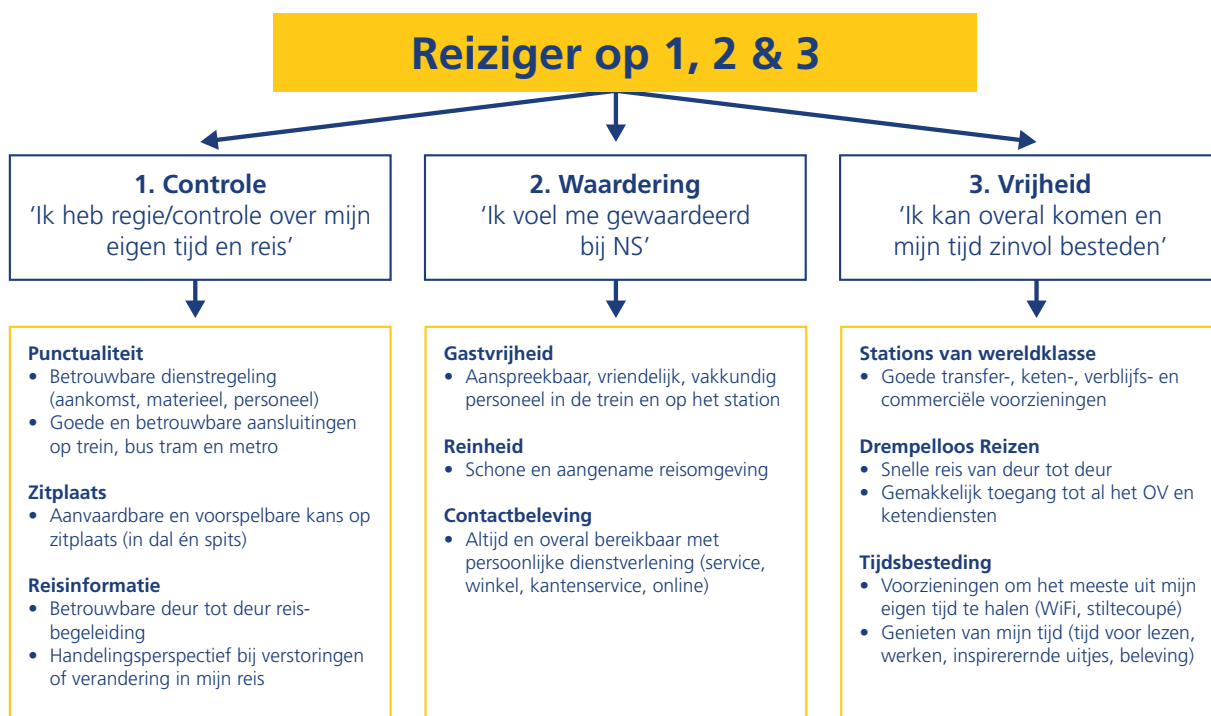 Reiziger op 1, 2 & 3
1. Controle
‘Ik heb regie/controle over mijn
eigen tijd en reis’
2. Waardering
‘Ik voel me gewaardeerd
bij NS’
3. Vrijheid
‘Ik kan overal komen en
mijn tijd zinvol besteden’
Punctualiteit
• Betrouwbare dienstregeling
(aankomst, materieel, personeel)
• Goede en betrouwbare aansluitingen
op trein, bus tram en metro
Zitplaats
• Aanvaardbare en voorspelbare kans op
zitplaats (in dal én spits)
Reisinformatie
• Betrouwbare deur tot deur reis-
begeleiding
• Handelingsperspectief bij verstoringen
of verandering in mijn reis
Gastvrijheid
• Aanspreekbaar, vriendelijk, vakkundig
personeel in de trein en op het station
Reinheid
• Schone en aangename reisomgeving
Contactbeleving
• Altijd en overal bereikbaar met
persoonlijke dienstverlening (service,
winkel, kantenservice, online)
Stations van wereldklasse
• Goede transfer-, keten-, verblijfs- en
commerciële voorzieningen
Drempelloos Reizen
• Snelle reis van deur tot deur
• Gemakkelijk toegang tot al het OV en
ketendiensten
Tijdsbesteding
• Voorzieningen om het meeste uit mijn
eigen tijd te halen (WiFi, stiltecoupé)
• Genieten van mijn tijd (tijd voor lezen,
werken, inspirerernde uitjes, beleving)